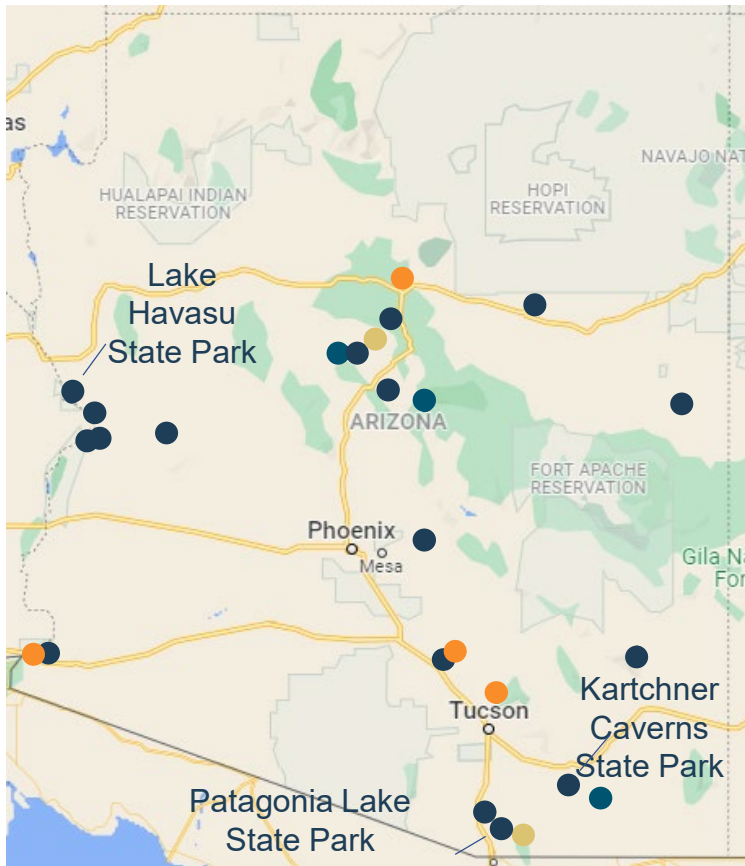 as
NAVAJO NAT
HUALAPAI INDIAN
RESERVATION
HOPI
RESERVATION
Lake
Havasu
State Park
ARIZONA
FORT APACHE
RESERVATION
Phoenix
Mesa
Gila Na
For
Kartchner
Caverns
State Park
Tucson
Patagonia Lake
State Park